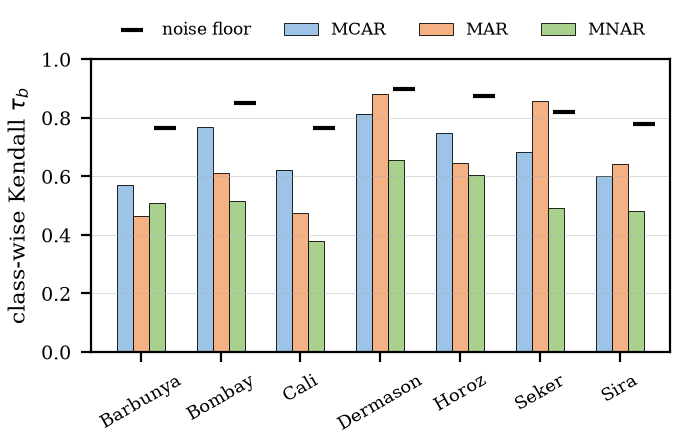 noise floor MCAR MAR MNAR
class-wise Kendall τ_b
1.0
0.8
0.6
0.4
0.2
0.0
Barbunya Bombay Cali Dermason Horoz Seker Sira